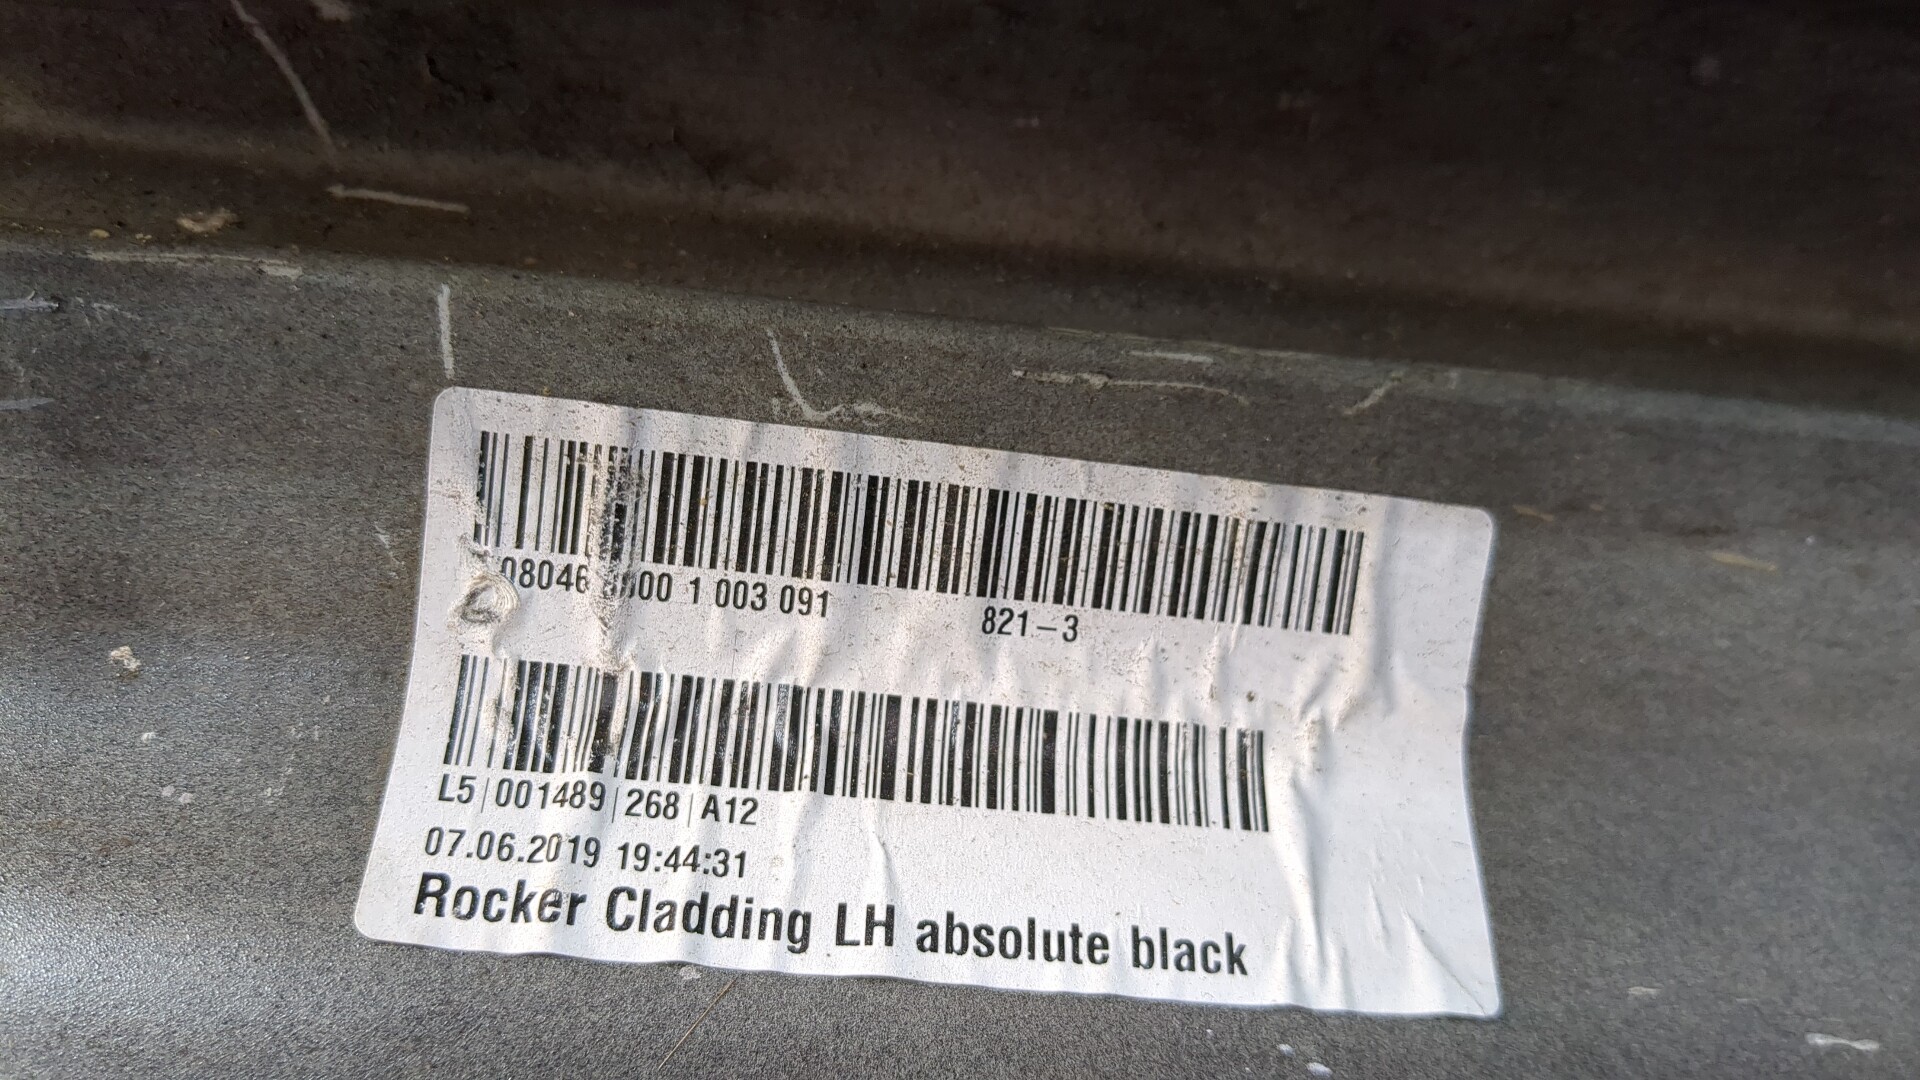 1 003 091 821-3
L5|001489|268|A12
07.06.2019 19:44:31
Rocker Cladding LH absolute black